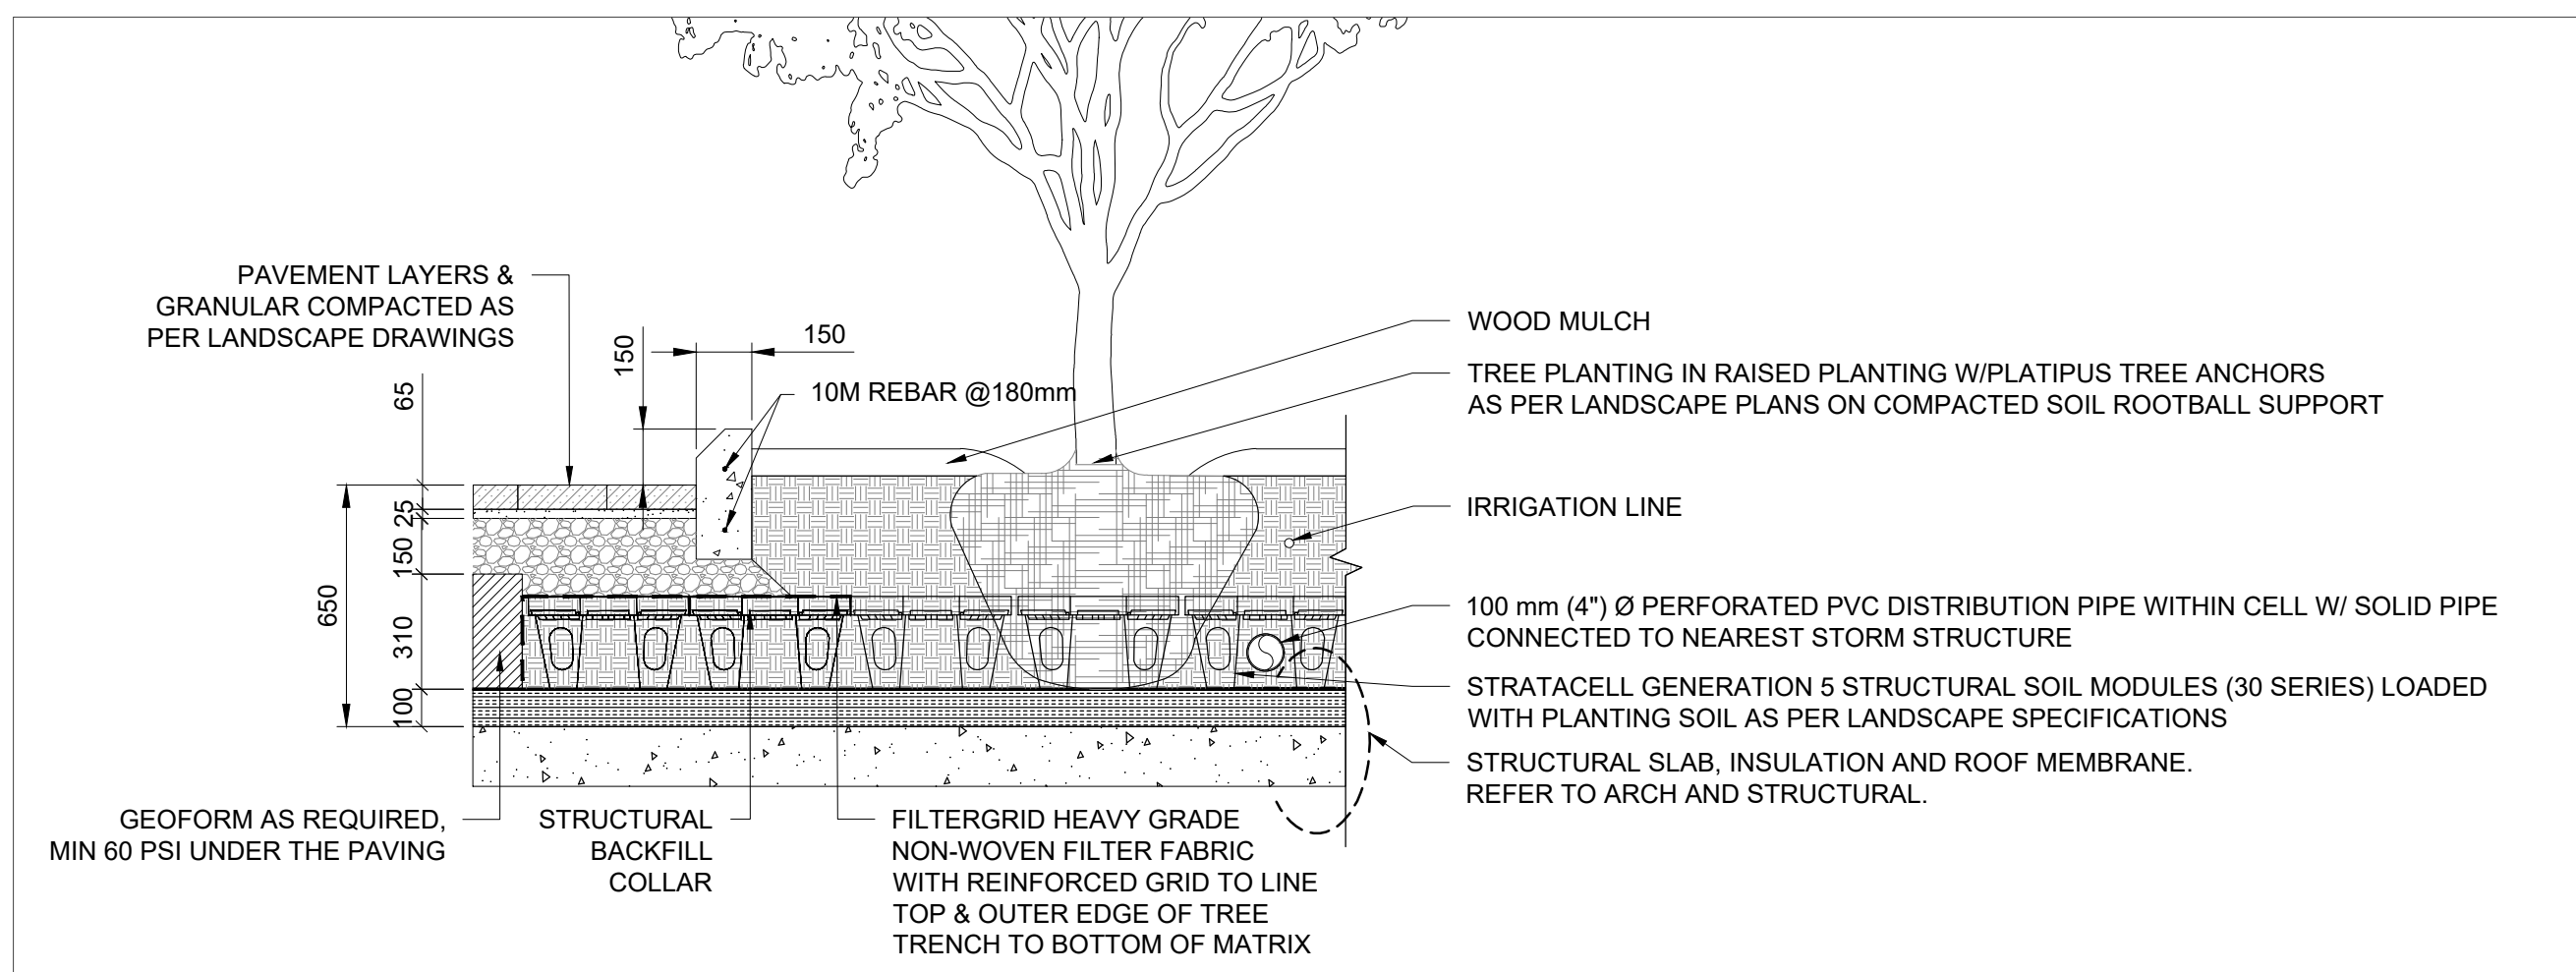 PAVEMENT LAYERS &
GRANULAR COMPACTED AS
PER LANDSCAPE DRAWINGS
150
150
10M REBAR @180mm
65
25
150
310
100
650
WOOD MULCH
TREE PLANTING IN RAISED PLANTING W/PLATIPUS TREE ANCHORS
AS PER LANDSCAPE PLANS ON COMPACTED SOIL ROOTBALL SUPPORT
IRRIGATION LINE
100 mm (4") Ø PERFORATED PVC DISTRIBUTION PIPE WITHIN CELL W/ SOLID PIPE
CONNECTED TO NEAREST STORM STRUCTURE
STRATACELL GENERATION 5 STRUCTURAL SOIL MODULES (30 SERIES) LOADED
WITH PLANTING SOIL AS PER LANDSCAPE SPECIFICATIONS
STRUCTURAL SLAB, INSULATION AND ROOF MEMBRANE.
REFER TO ARCH AND STRUCTURAL.
GEOFORM AS REQUIRED,
MIN 60 PSI UNDER THE PAVING
STRUCTURAL
BACKFILL
COLLAR
FILTERGRID HEAVY GRADE
NON-WOVEN FILTER FABRIC
WITH REINFORCED GRID TO LINE
TOP & OUTER EDGE OF TREE
TRENCH TO BOTTOM OF MATRIX